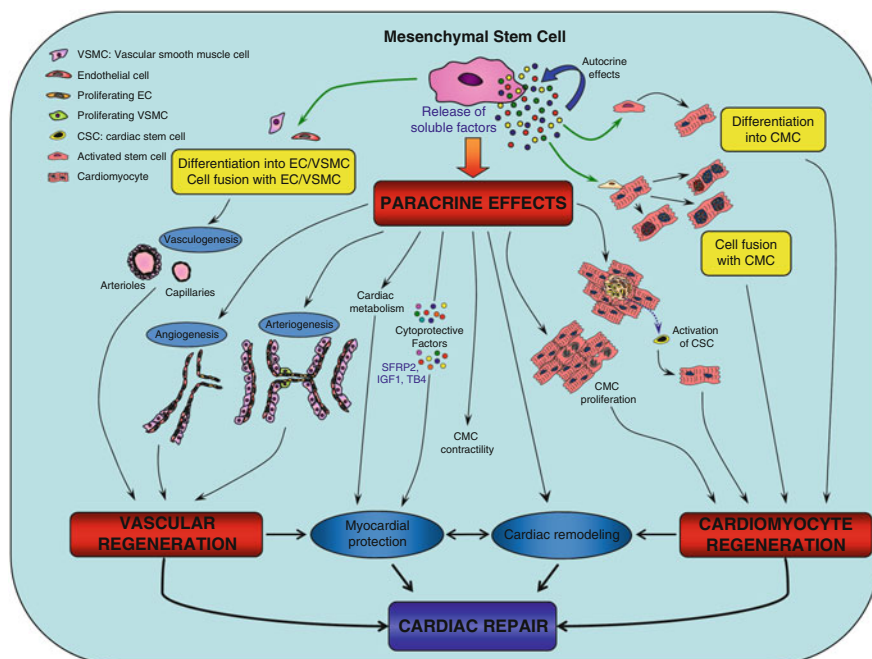 Mesenchymal Stem Cell
VSMC: Vascular smooth muscle cell
Endothelial cell
Proliferating EC
Proliferating VSMC
CSC: cardiac stem cell
Activated stem cell
Cardiomyocyte
Autocrine
effects
Release of
soluble factors
Differentiation into EC/VSMC
Cell fusion with EC/VSMC
Differentiation
into CMC
PARACRINE EFFECTS
Cell fusion
with CMC
Vasculogenesis
Arterioles
Capillaries
Angiogenesis
Arteriogenesis
Cardiac
metabolism
Cytoprotective
Factors
SFRP2,
IGF1, TB4
CMC
contractility
CMC
proliferation
Activation
of CSC
VASCULAR
REGENERATION
Myocardial
protection
Cardiac remodeling
CARDIOMYOCYTE
REGENERATION
CARDIAC REPAIR